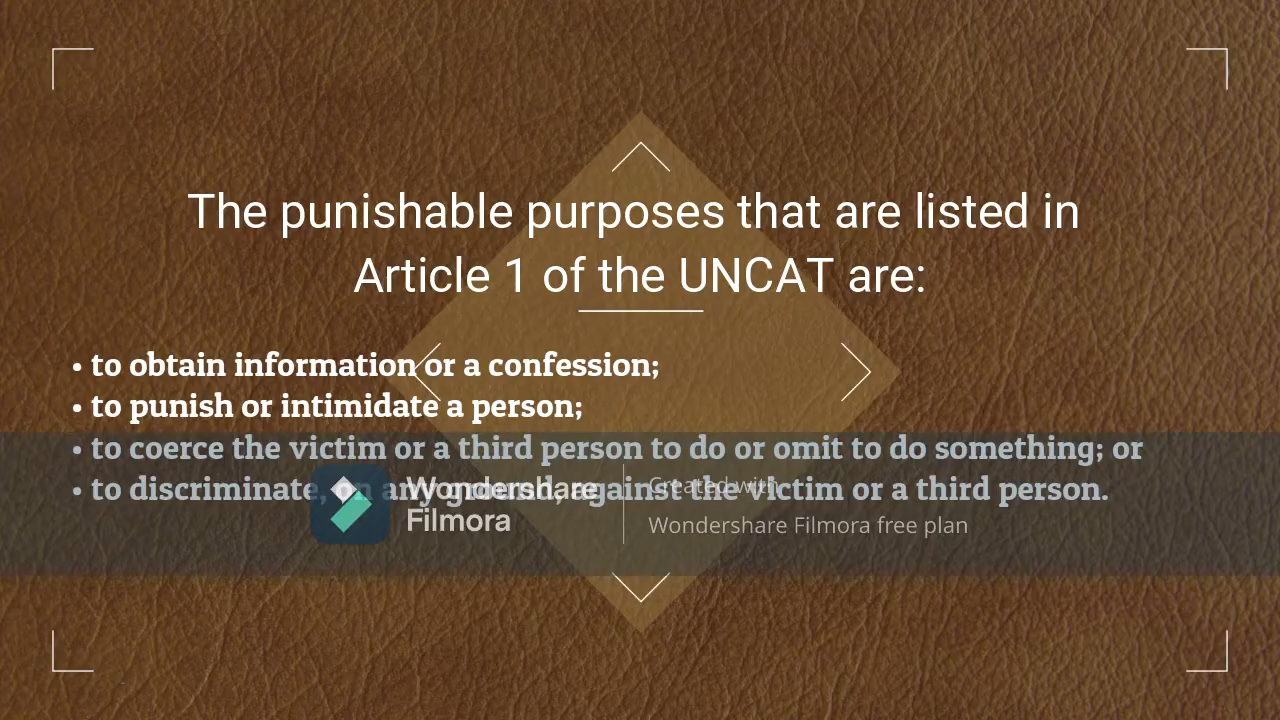 The punishable purposes that are listed in
Article 1 of the UNCAT are:
• to obtain information or a confession;
• to punish or intimidate a person;
• to coerce the victim or a third person to do or omit to do something; or
• to discriminate, on any ground, against the victim or a third person.
Wondershare
Filmora
Created with
Wondershare Filmora free plan